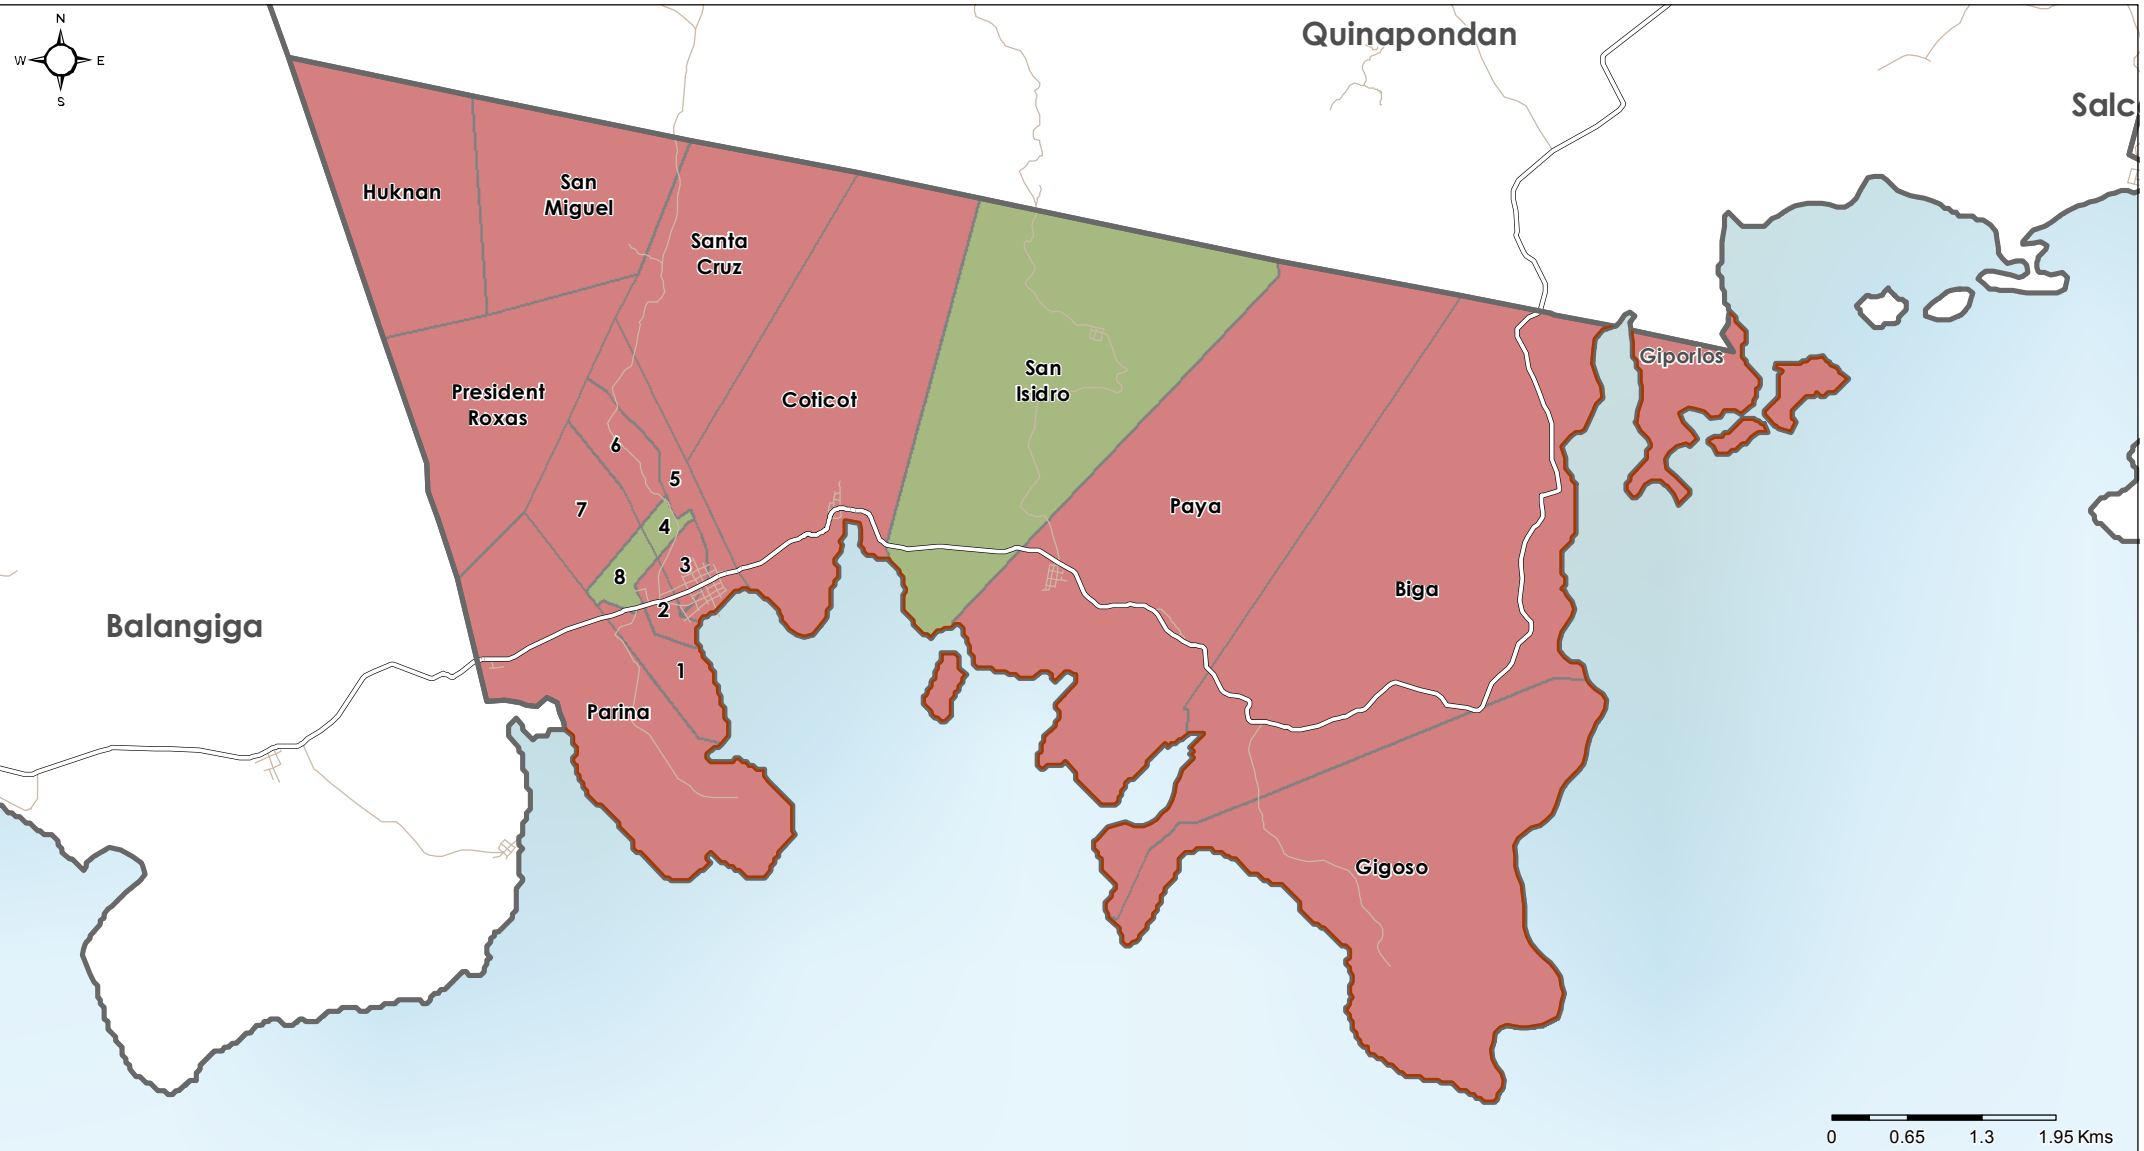 N
W
E
S
Quinapondan
Salc
Huknan
San
Miguel
Santa
Cruz
Giporlos
San
Isidro
President
Roxas
Coticot
6
5
7
4
Paya
3
8
Biga
2
Balangiga
1
Parina
Gigoso
0 0.65 1.3 1.95 Kms